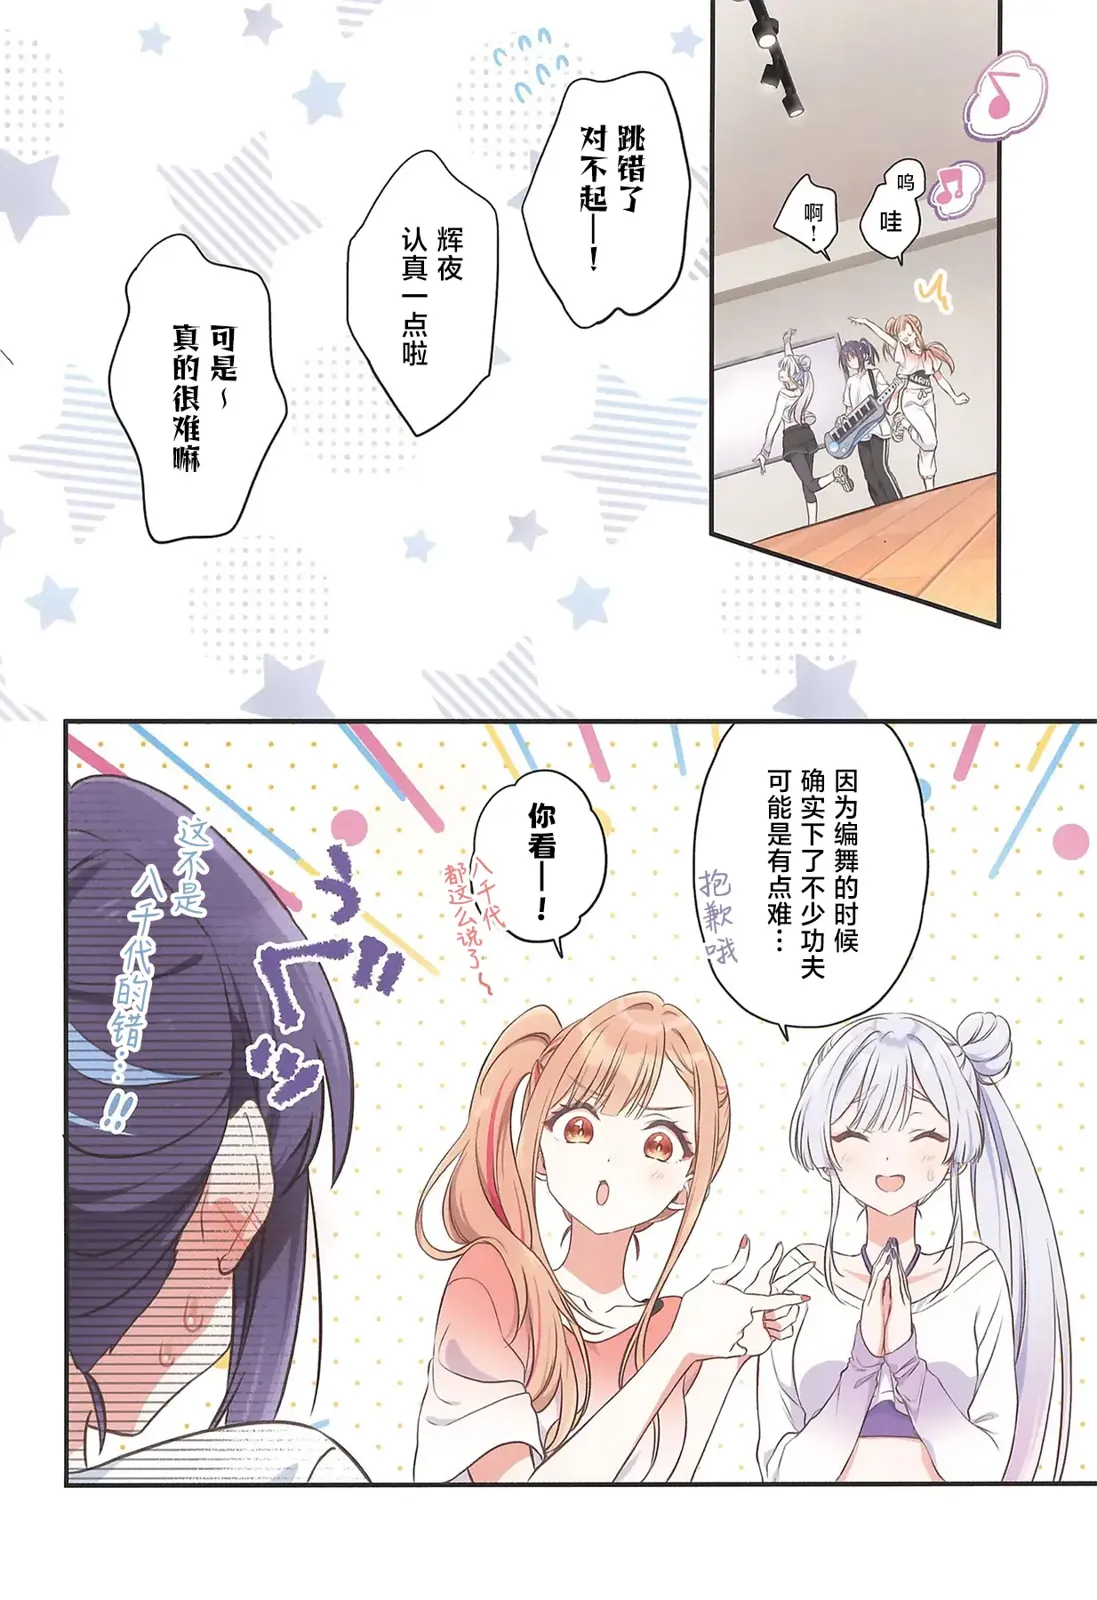 呜
哇
啊！
跳错了
对不起——！
辉夜
认真一点啦
可是～
真的很难嘛
因为编舞的时候
确实下了不少功夫
可能是有点难…
抱歉哦
你看——！
八千代
都这么说了～
这不是
八千代的错…!!